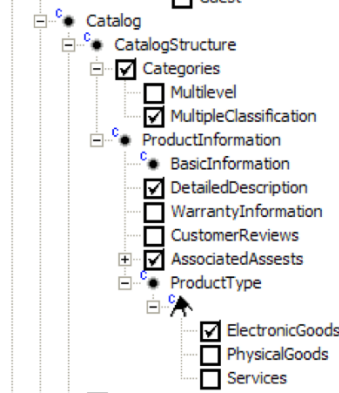 Guest
C Catalog
C CatalogStructure
Categories
Multilevel
MultipleClassification
C ProductInformation
C BasicInformation
DetailedDescription
WarrantyInformation
CustomerReviews
AssociatedAssests
C ProductType
C
ElectronicGoods
PhysicalGoods
Services